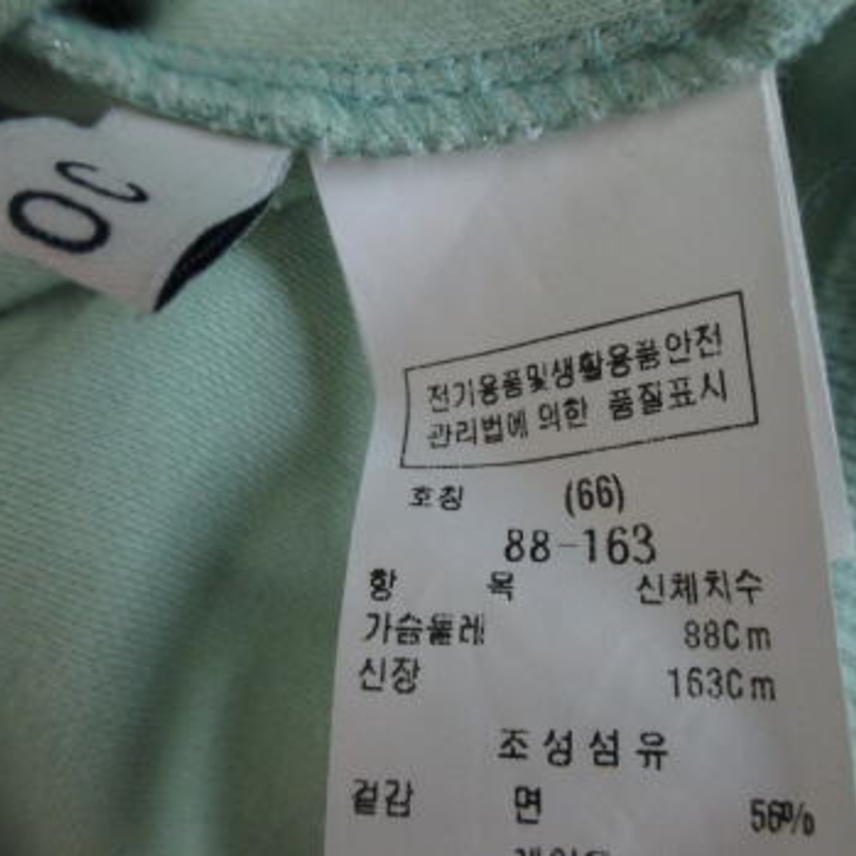 OC
전기용품및생활용품안전
관리법에 의한 품질표시
호칭 (66)
88-163
항 목 신체치수
가슴둘레 88Cm
신장 163Cm
조성섬유
겉감 면 56%